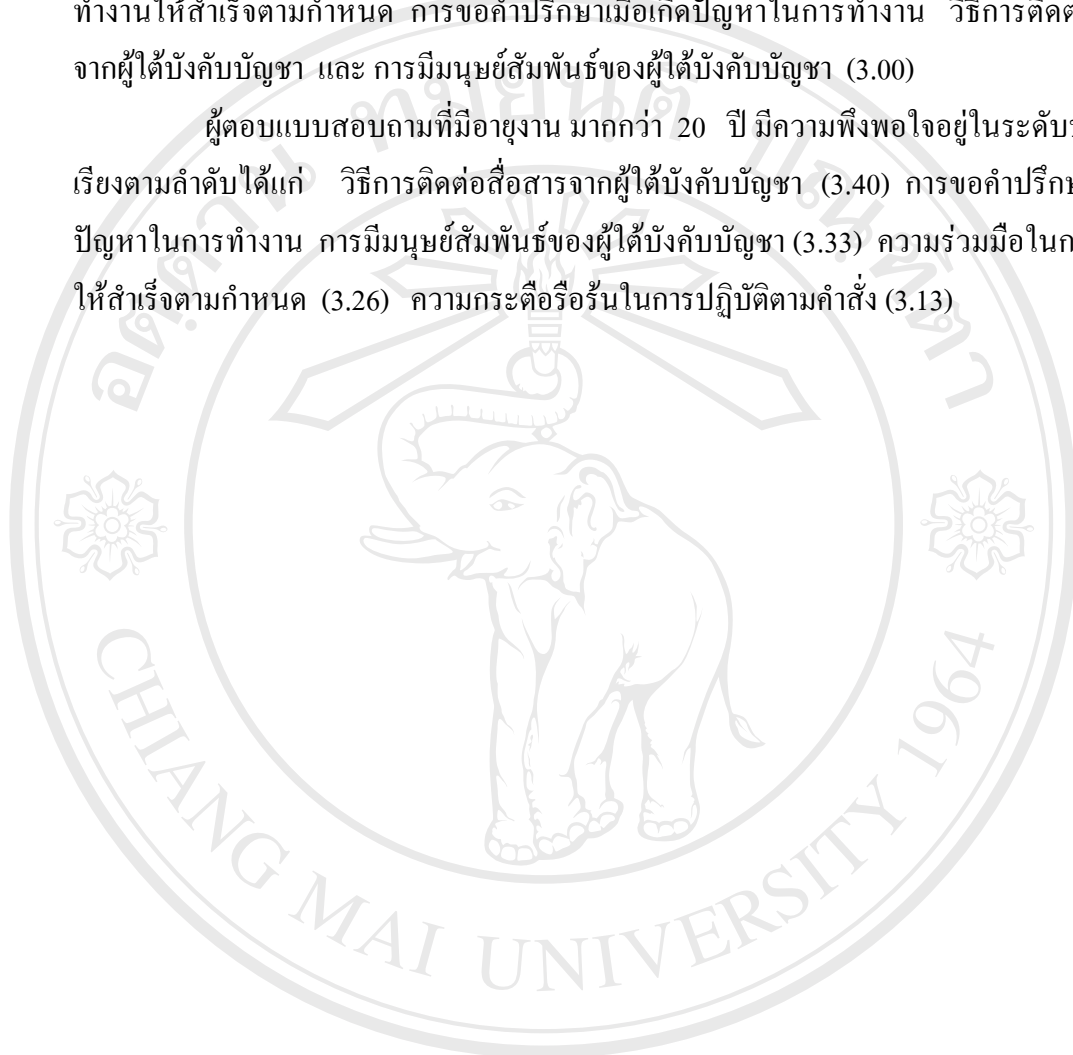 ทำงานให้สำเร็จตามกำหนด การขอคำปรึกษาเมื่อเกิดปัญหาในการทำงาน วิธีการติดต
จากผู้ใต้บังคับบัญชา และ การมีมนุษย์สัมพันธ์ของผู้ใต้บังคับบัญชา (3.00)
ผู้ตอบแบบสอบถามที่มีอายุงาน มากกว่า 20 ปี มีความพึงพอใจอยู่ในระดับ
เรียงตามลำดับได้แก่ วิธีการติดต่อสื่อสารจากผู้ใต้บังคับบัญชา (3.40) การขอคำปรึกษ
ปัญหาในการทำงาน การมีมนุษย์สัมพันธ์ของผู้ใต้บังคับบัญชา (3.33) ความร่วมมือในก
ให้สำเร็จตามกำหนด (3.26) ความกระตือรือร้นในการปฏิบัติตามคำสั่ง (3.13)
อตฺตานํ ทมยนฺติ ปณฺฑิตา
CHIANG MAI UNIVERSITY 1964